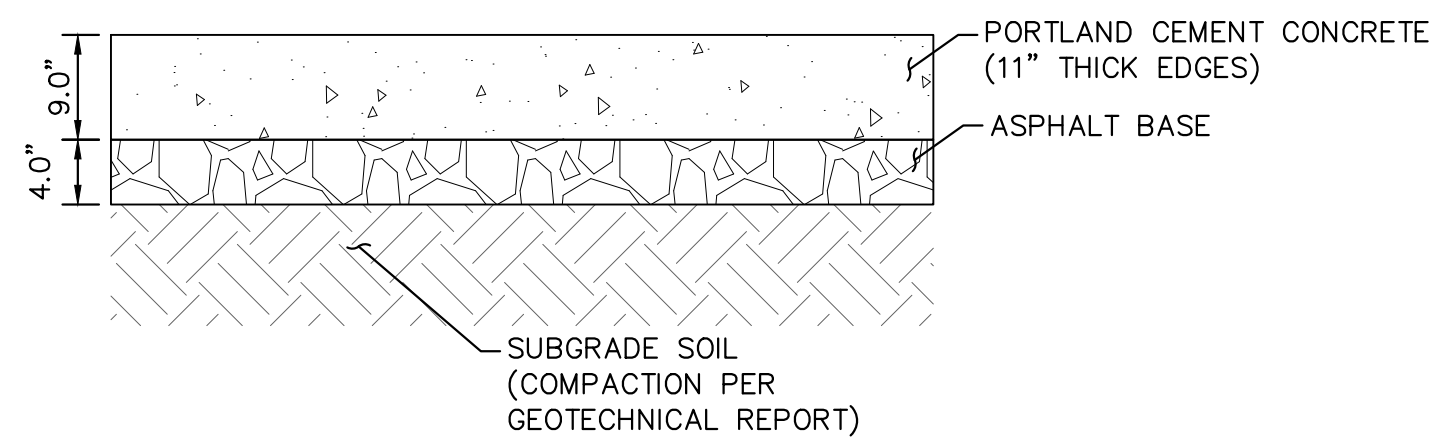 PORTLAND CEMENT CONCRETE
(11” THICK EDGES)
9.0”
ASPHALT BASE
4.0”
SUBGRADE SOIL
(COMPACTION PER
GEOTECHNICAL REPORT)